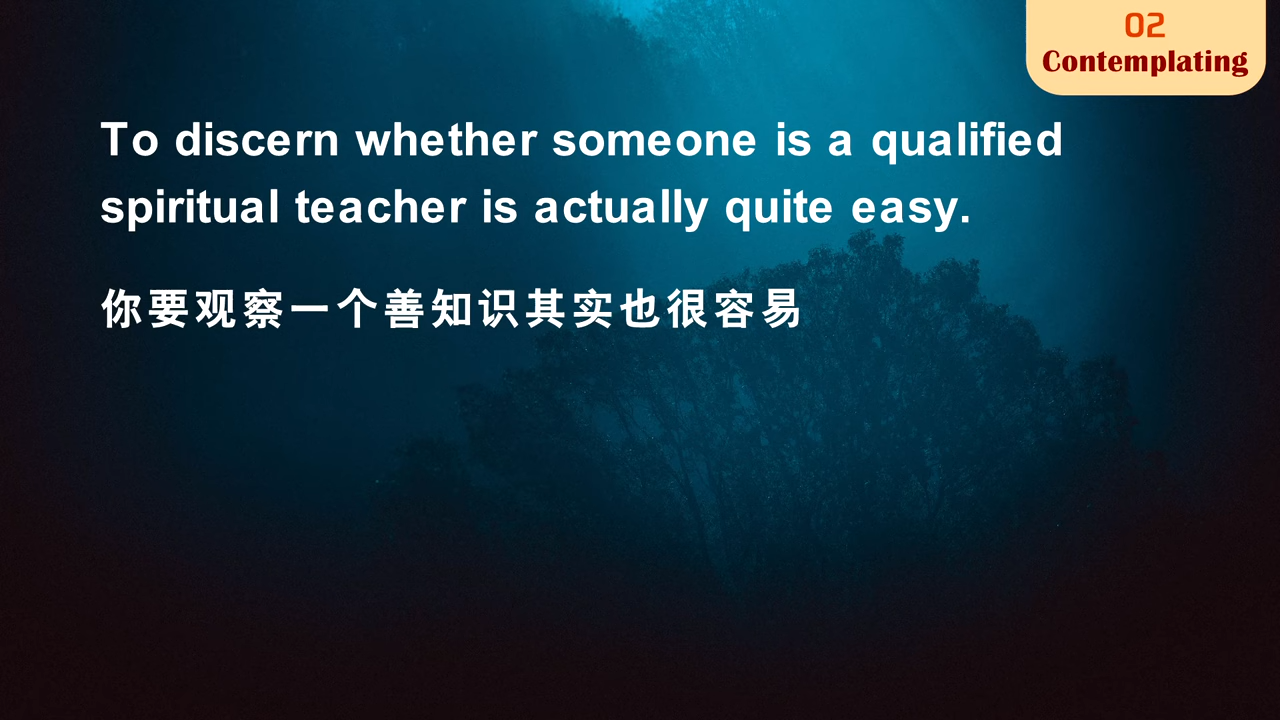 02
Contemplating
To discern whether someone is a qualified
spiritual teacher is actually quite easy.
你要观察一个善知识其实也很容易